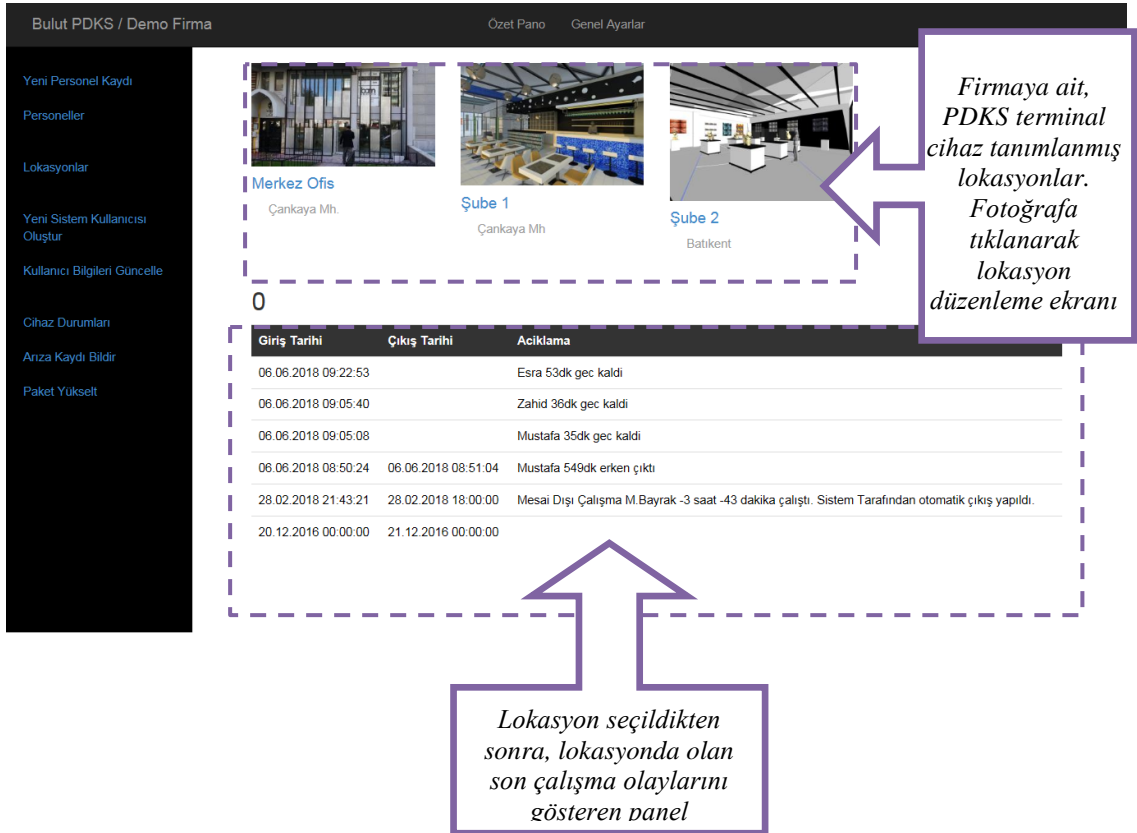 Bulut PDKS / Demo Firma
Özet Pano
Genel Ayarlar
Yeni Personel Kaydı
Personeller
Lokasyonlar
Yeni Sistem Kullanıcısı
Oluştur
Kullanıcı Bilgileri Güncelle
Cihaz Durumları
Arıza Kaydı Bildir
Paket Yükselt
Merkez Ofis
Çankaya Mh.
Şube 1
Çankaya Mh
Şube 2
Batıkent
Firmaya ait,
PDKS terminal
cihaz tanımlanmış
lokasyonlar.
Fotoğrafa
tıklanarak
lokasyon
düzenleme ekranı
0
Giriş Tarihi Çıkış Tarihi Aciklama
06.06.2018 09:22:53 Esra 53dk gec kaldi
06.06.2018 09:05:40 Zahid 36dk gec kaldi
06.06.2018 09:05:08 Mustafa 35dk gec kaldi
06.06.2018 08:50:24 06.06.2018 08:51:04 Mustafa 549dk erken çıktı
28.02.2018 21:43:21 28.02.2018 18:00:00 Mesai Dışı Çalışma M.Bayrak -3 saat -43 dakika çalıştı. Sistem Tarafından otomatik çıkış yapıldı.
20.12.2016 00:00:00 21.12.2016 00:00:00
Lokasyon seçildikten
sonra, lokasyonda olan
son çalışma olaylarını
gösteren panel